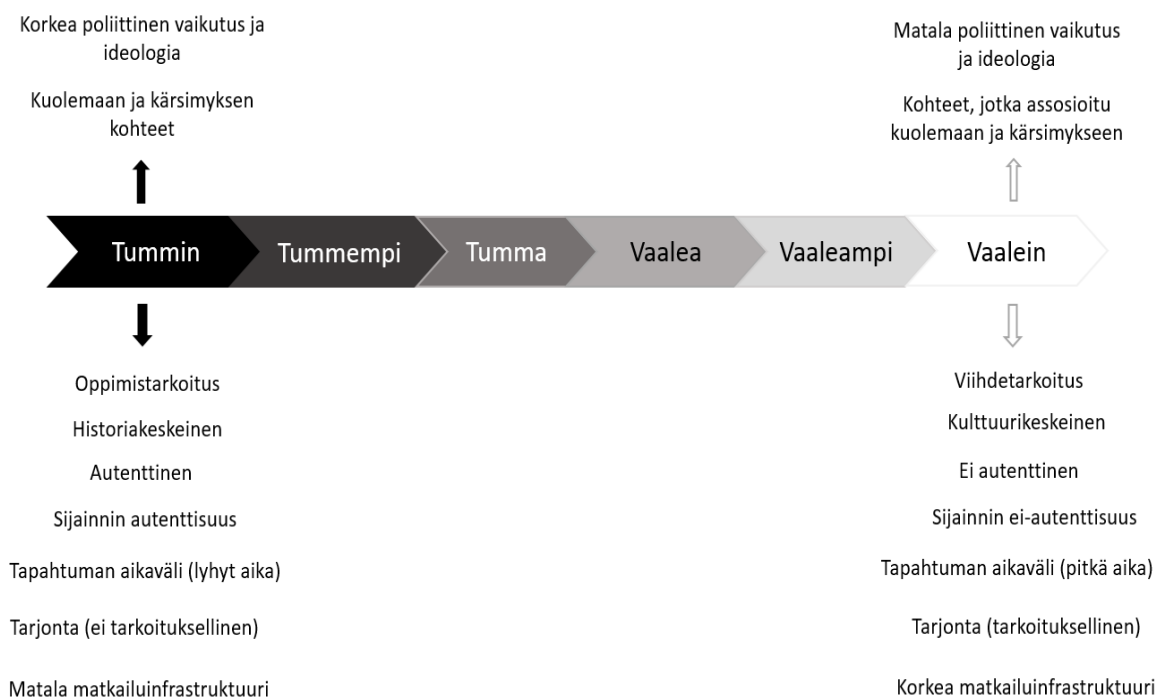 Korkea poliittinen vaikutus ja
ideologia
Kuolemaan ja kärsimyksen
kohteet
Matala poliittinen vaikutus
ja ideologia
Kohteet, jotka assosioitu
kuolemaan ja kärsimykseen
Tummin
Tummempi
Tumma
Vaalea
Vaaleampi
Vaalein
Oppimistarkoitus
Historiakeskeinen
Autenttinen
Sijainnin autenttisuus
Tapahtuman aikaväli (lyhyt aika)
Tarjonta (ei tarkoituksellinen)
Matala matkailuinfrastruktuuri
Viihdetarkoitus
Kulttuurikeskeinen
Ei autenttinen
Sijainnin ei-autenttisuus
Tapahtuman aikaväli (pitkä aika)
Tarjonta (tarkoituksellinen)
Korkea matkailuinfrastruktuuri